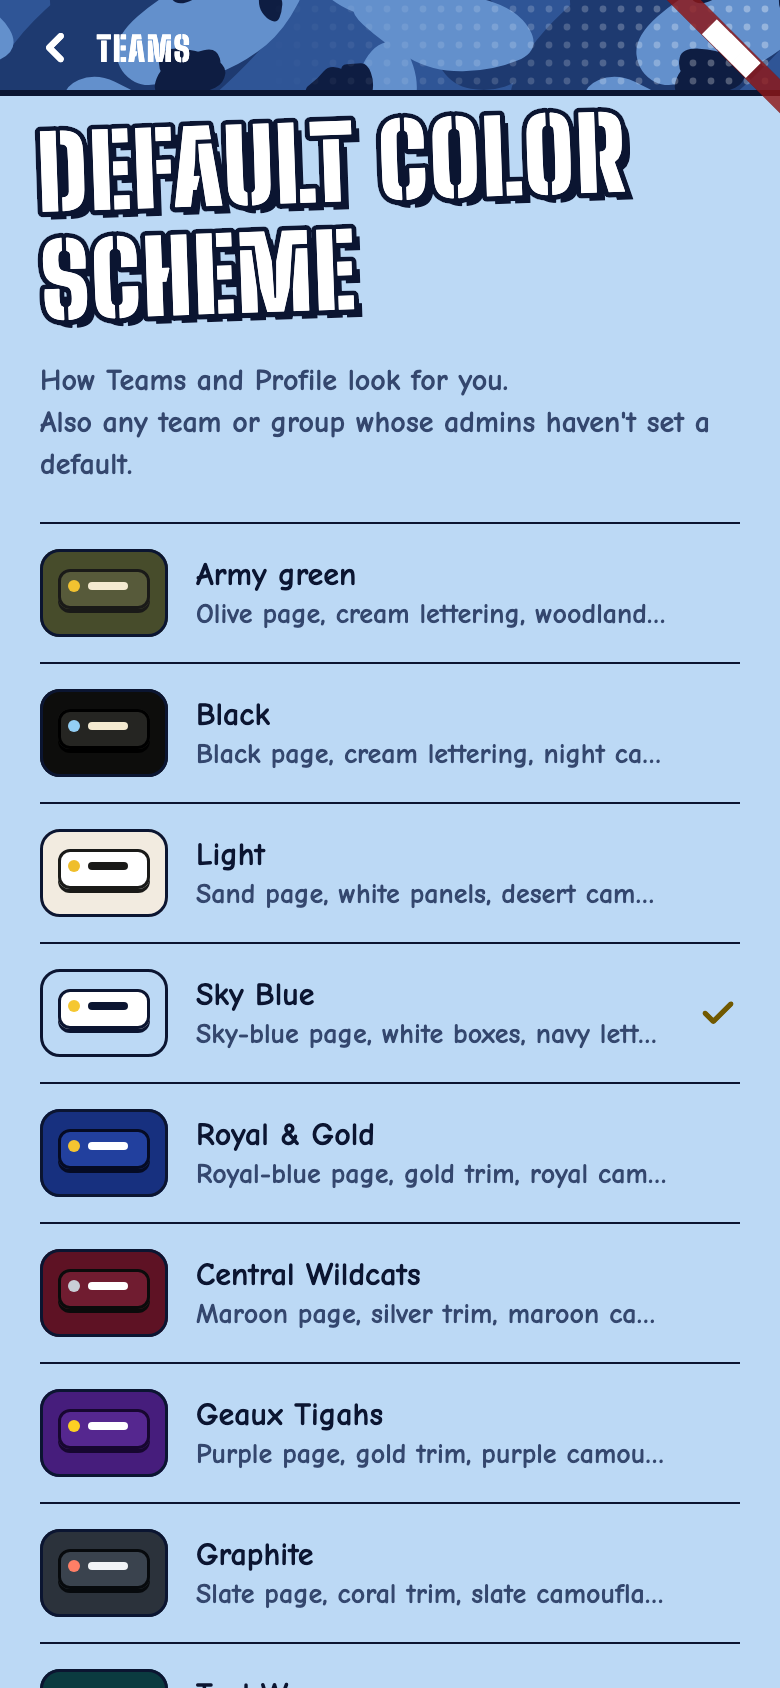 TEAMS
DEFAULT COLOR
SCHEME
How Teams and Profile look for you.
Also any team or group whose admins haven't set a
default.
Army green
Olive page, cream lettering, woodland...
Black
Black page, cream lettering, night ca...
Light
Sand page, white panels, desert cam...
Sky Blue
Sky-blue page, white boxes, navy lett...
Royal & Gold
Royal-blue page, gold trim, royal cam...
Central Wildcats
Maroon page, silver trim, maroon ca...
Geaux Tigahs
Purple page, gold trim, purple camou...
Graphite
Slate page, coral trim, slate camoufla...